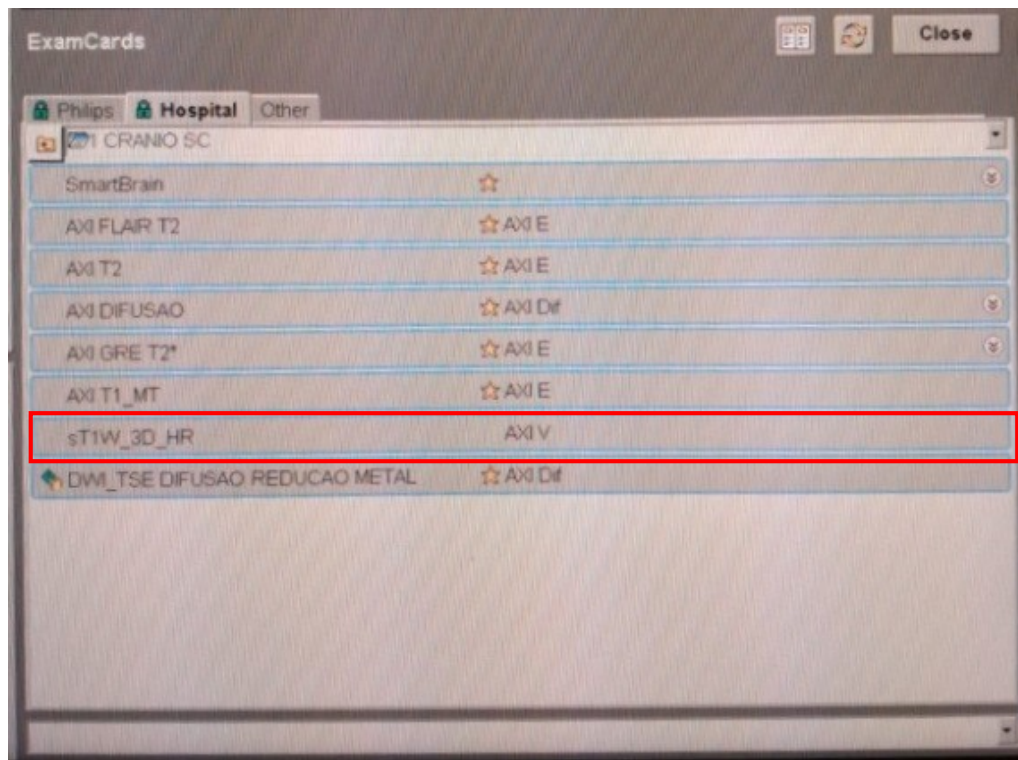 ExamCards
Close
Philips Hospital Other
1 CRANIO SC
SmartBrain
AXI FLAIR T2 AXI E
AXI T2 AXI E
AXI DIFUSAO AXI Dif
AXI GRE T2* AXI E
AXI T1_MT AXI E
sT1W_3D_HR AXI V
DWI_TSE DIFUSAO REDUCAO METAL AXI Dif